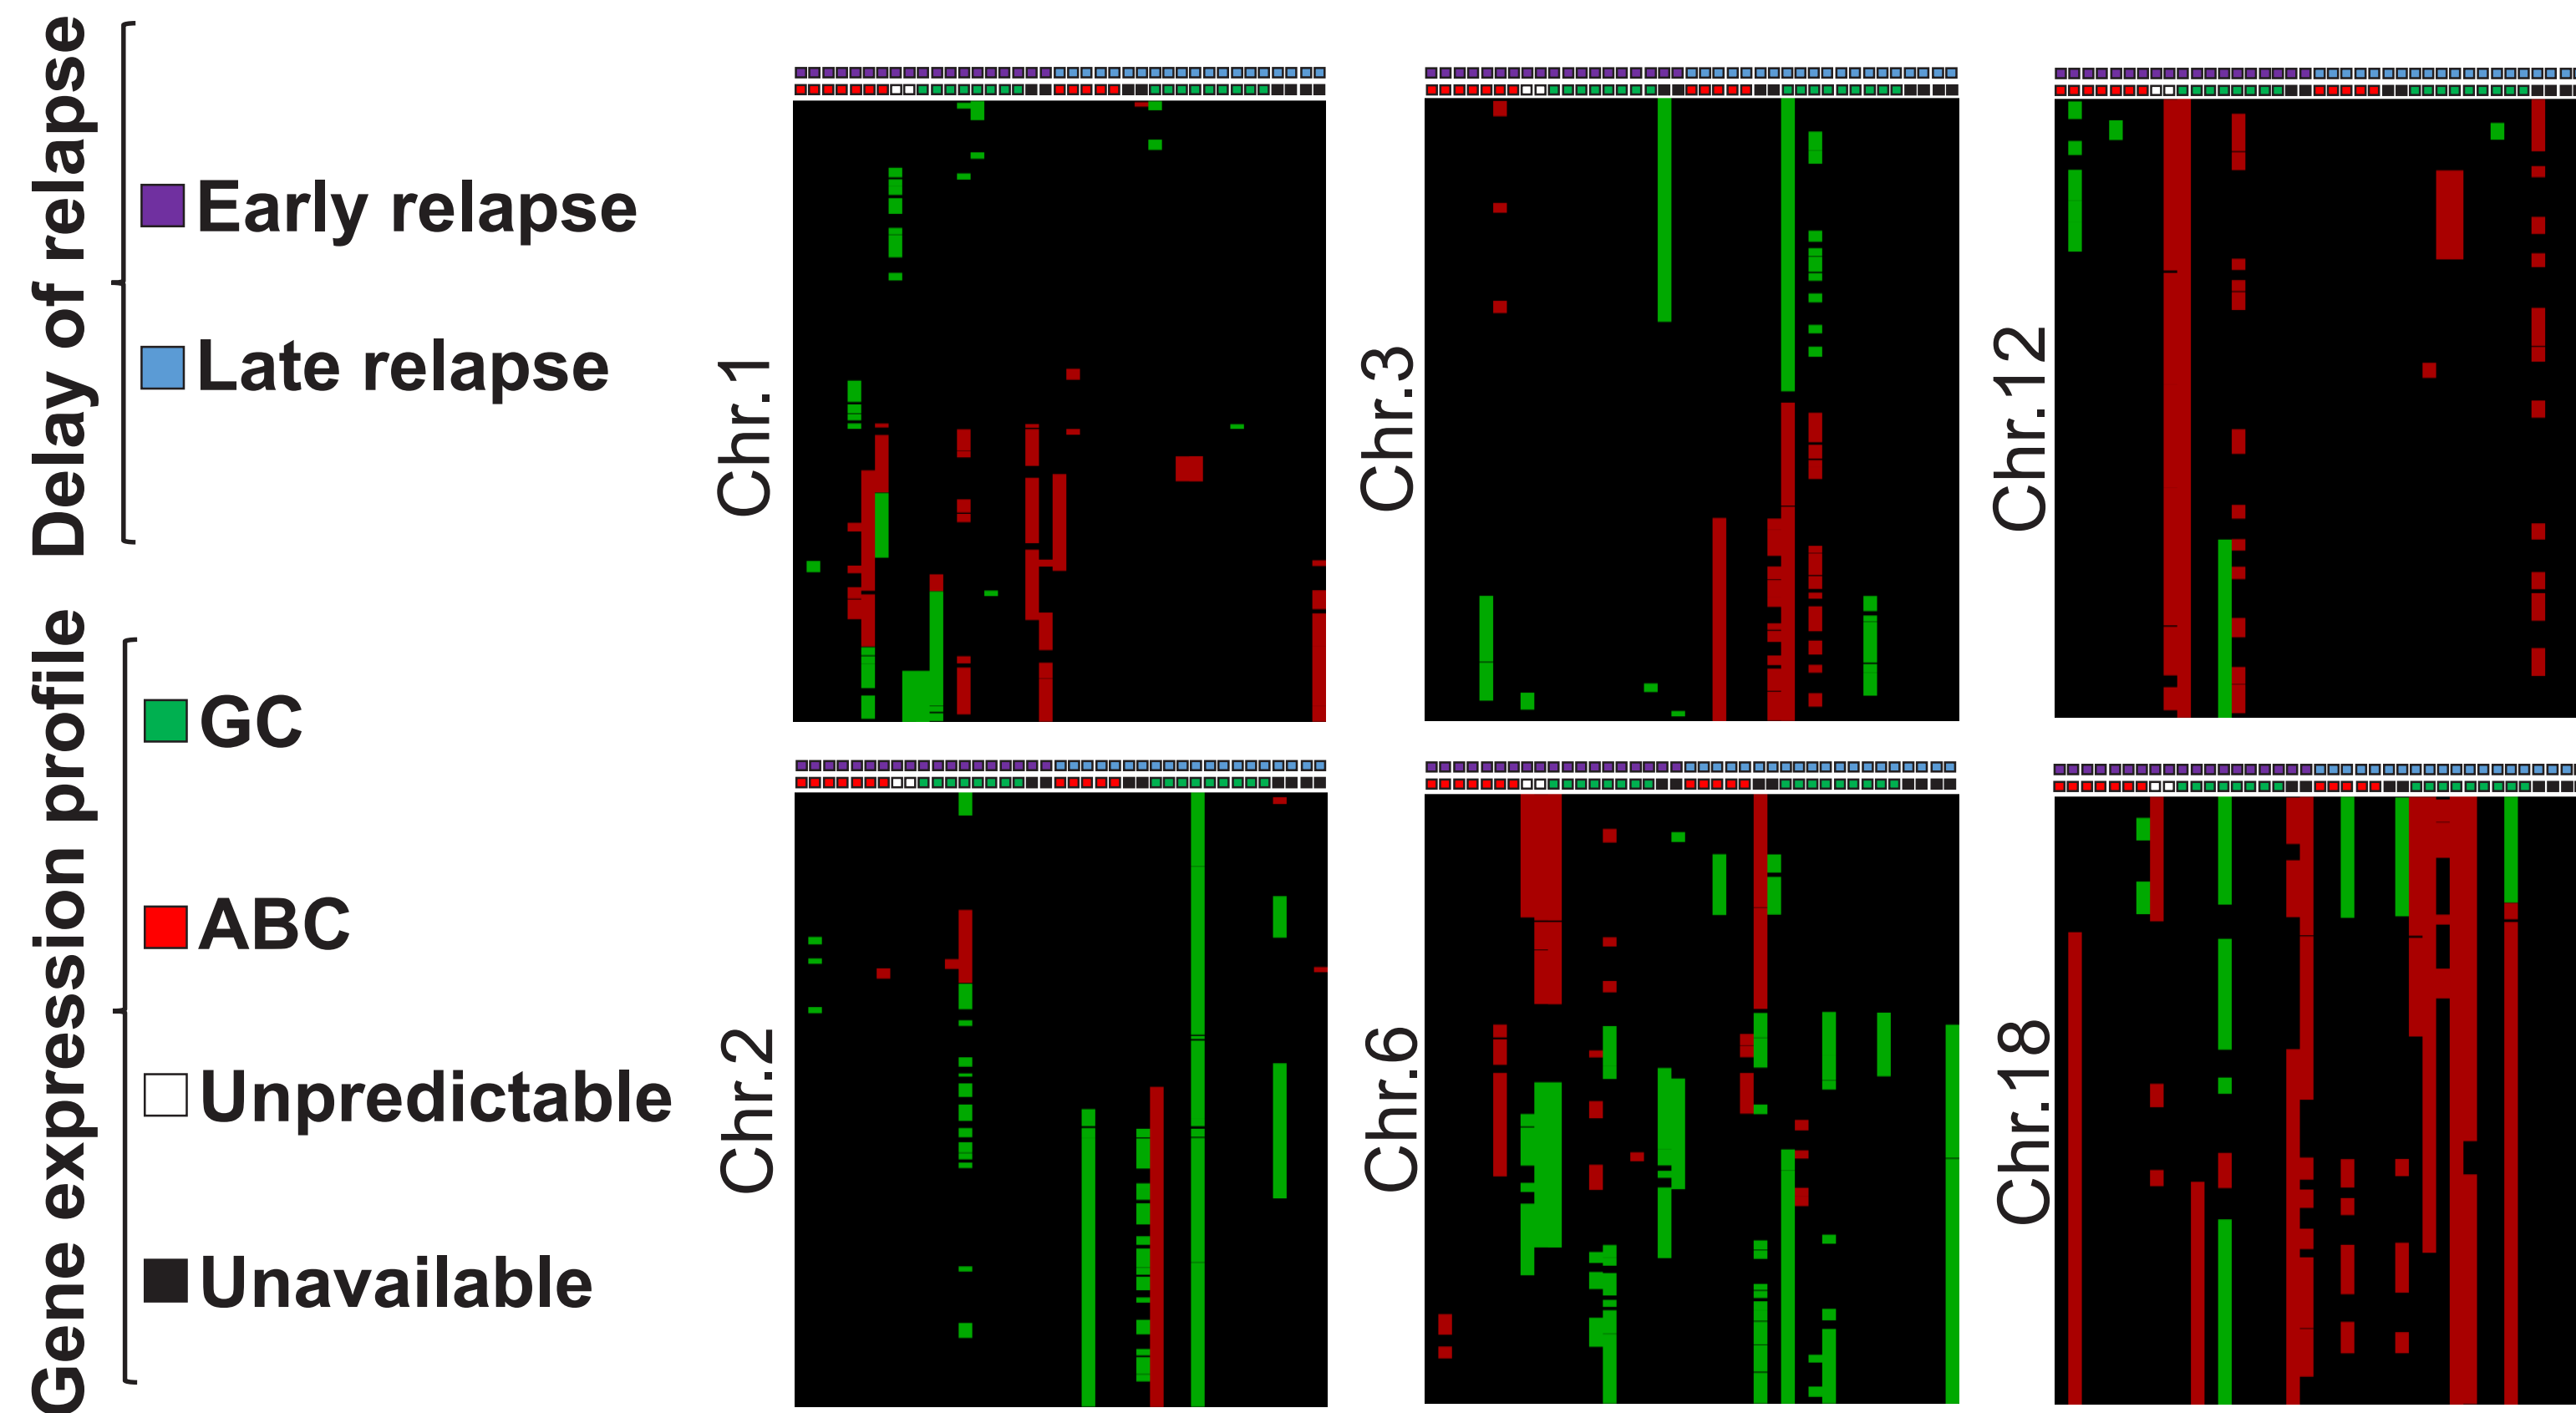 Delay of relapse
Early relapse
Late relapse
Gene expression profile
GC
ABC
Unpredictable
Unavailable
Chr.1
Chr.3
Chr.12
Chr.2
Chr.6
Chr.18